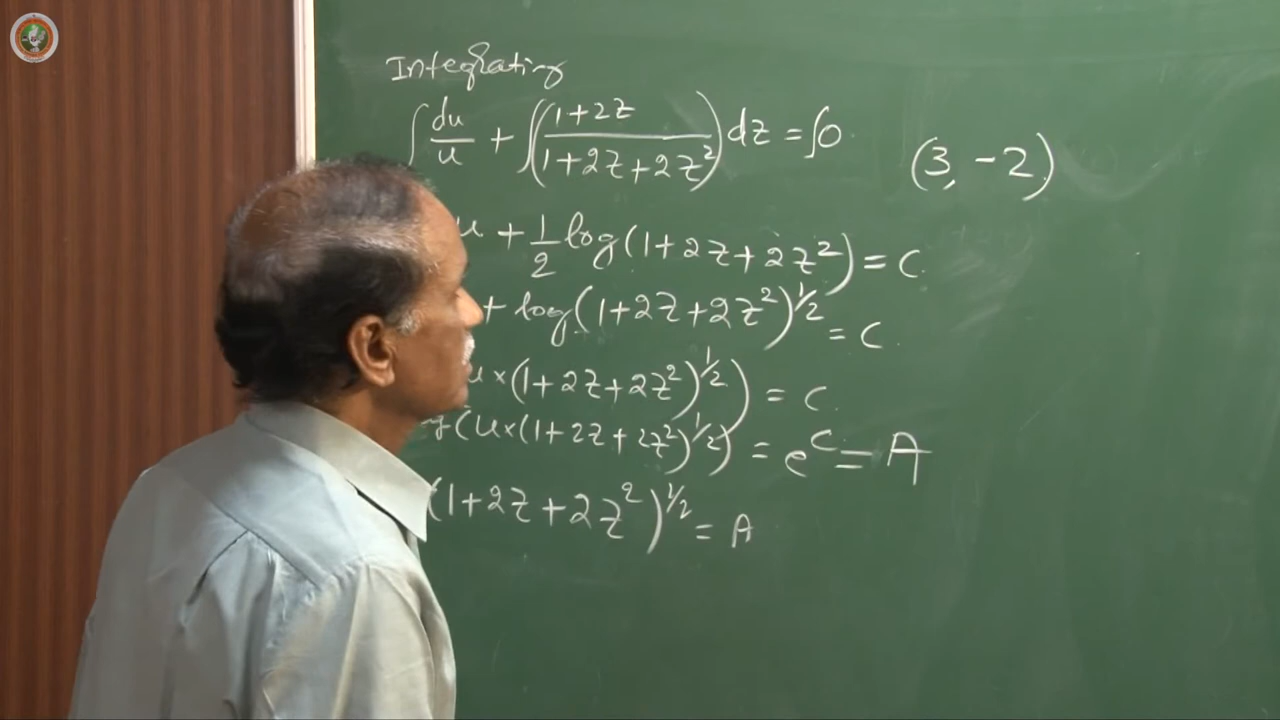 Integrating
∫ du/u + ∫ ((1+2z)/(1+2z+2z²)) dz = ∫0
(3, -2)
u + 1/2 log(1+2z+2z²) = C
+ log(1+2z+2z²)^1/2 = C
u × (1+2z+2z²)^1/2) = C
g(u×(1+2z+2z²)^1/2) = e^C = A
(1+2z+2z²)^1/2 = A